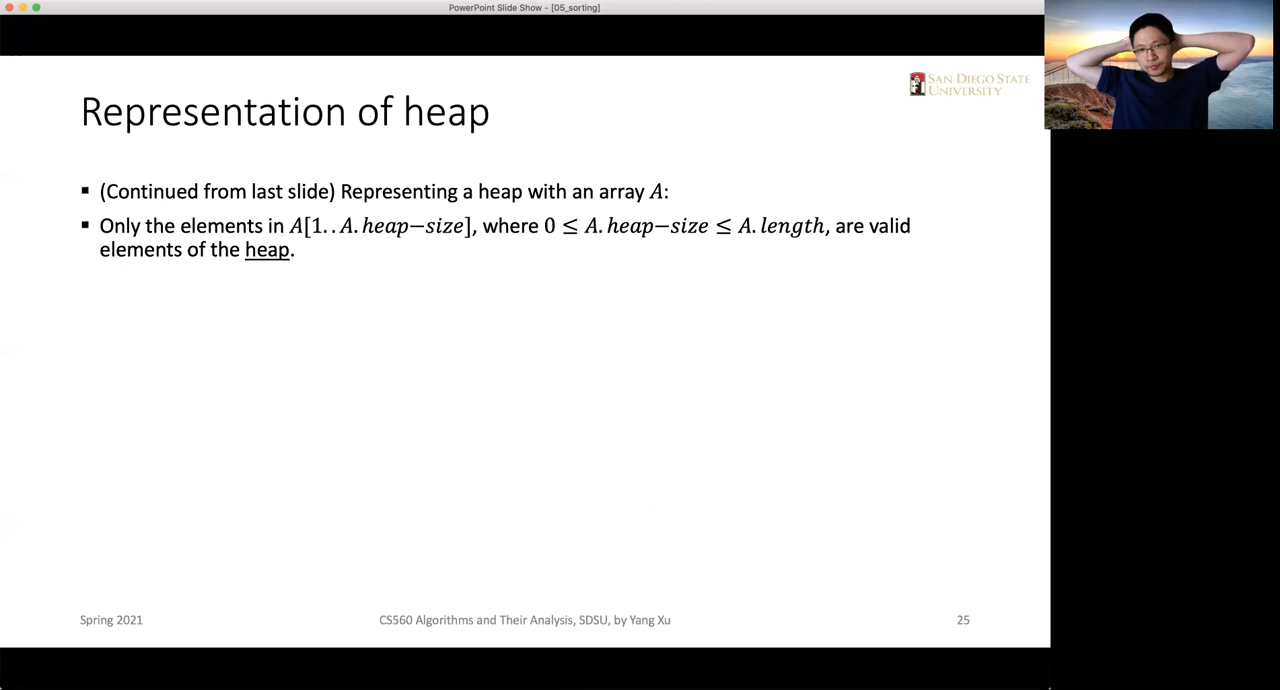 PowerPoint Slide Show - [05_sorting]
SAN DIEGO STATE
UNIVERSITY
Representation of heap
▪ (Continued from last slide) Representing a heap with an array A:
▪ Only the elements in A[1..A.heap−size], where 0 ≤ A.heap−size ≤ A.length, are valid
elements of the heap.
Spring 2021
CS560 Algorithms and Their Analysis, SDSU, by Yang Xu
25